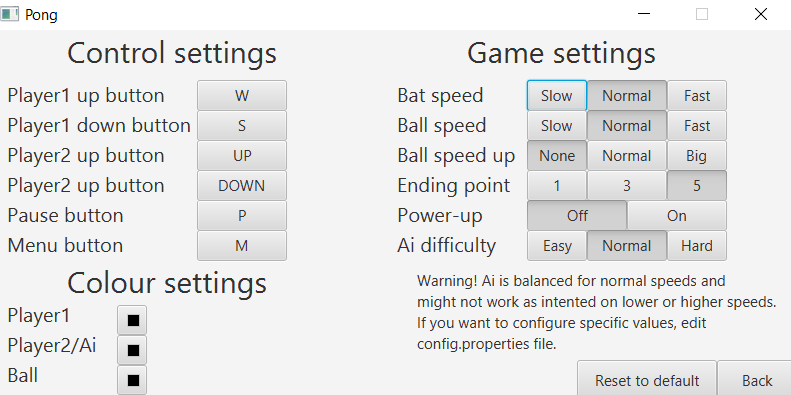 Pong
Control settings
Player1 up button W
Player1 down button S
Player2 up button UP
Player2 up button DOWN
Pause button P
Menu button M
Colour settings
Player1
Player2/Ai
Ball
Game settings
Bat speed Slow Normal Fast
Ball speed Slow Normal Fast
Ball speed up None Normal Big
Ending point 1 3 5
Power-up Off On
Ai difficulty Easy Normal Hard
Warning! Ai is balanced for normal speeds and
might not work as intented on lower or higher speeds.
If you want to configure specific values, edit
config.properties file.
Reset to default Back